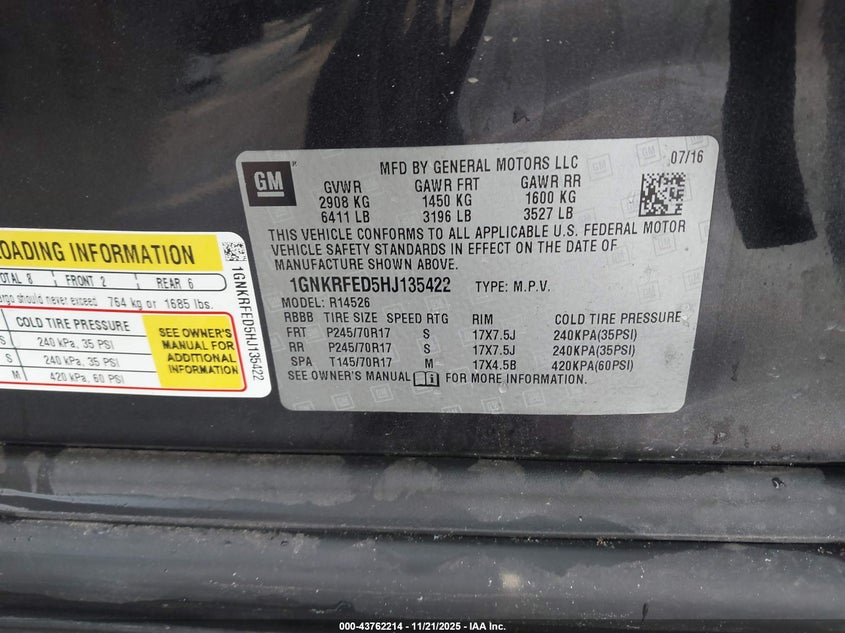 GM
MFD BY GENERAL MOTORS LLC 07/16
GVWR GAWR FRT GAWR RR
2908 KG 1450 KG 1600 KG
6411 LB 3196 LB 3527 LB
THIS VEHICLE CONFORMS TO ALL APPLICABLE U.S. FEDERAL MOTOR
VEHICLE SAFETY STANDARDS IN EFFECT ON THE DATE OF
MANUFACTURE SHOWN ABOVE.
1GNKRFED5HJ135422 TYPE: M.P.V.
MODEL: R14526
RBBB TIRE SIZE SPEED RTG RIM COLD TIRE PRESSURE
FRT P245/70R17 S 17X7.5J 240KPA(35PSI)
RR P245/70R17 S 17X7.5J 240KPA(35PSI)
SPA T145/70R17 M 17X4.5B 420KPA(60PSI)
SEE OWNER'S MANUAL FOR MORE INFORMATION.
LOADING INFORMATION
TOTAL 8 FRONT 2 REAR 6
cargo should never exceed 764 kg or 1685 lbs.
COLD TIRE PRESSURE
S 240 kPa, 35 PSI
S 240 kPa, 35 PSI
M 420 kPa, 60 PSI
SEE OWNER'S
MANUAL FOR
ADDITIONAL
INFORMATION
1GNKRFED5HJ135422
000-43762214 - 11/21/2025 - IAA Inc.